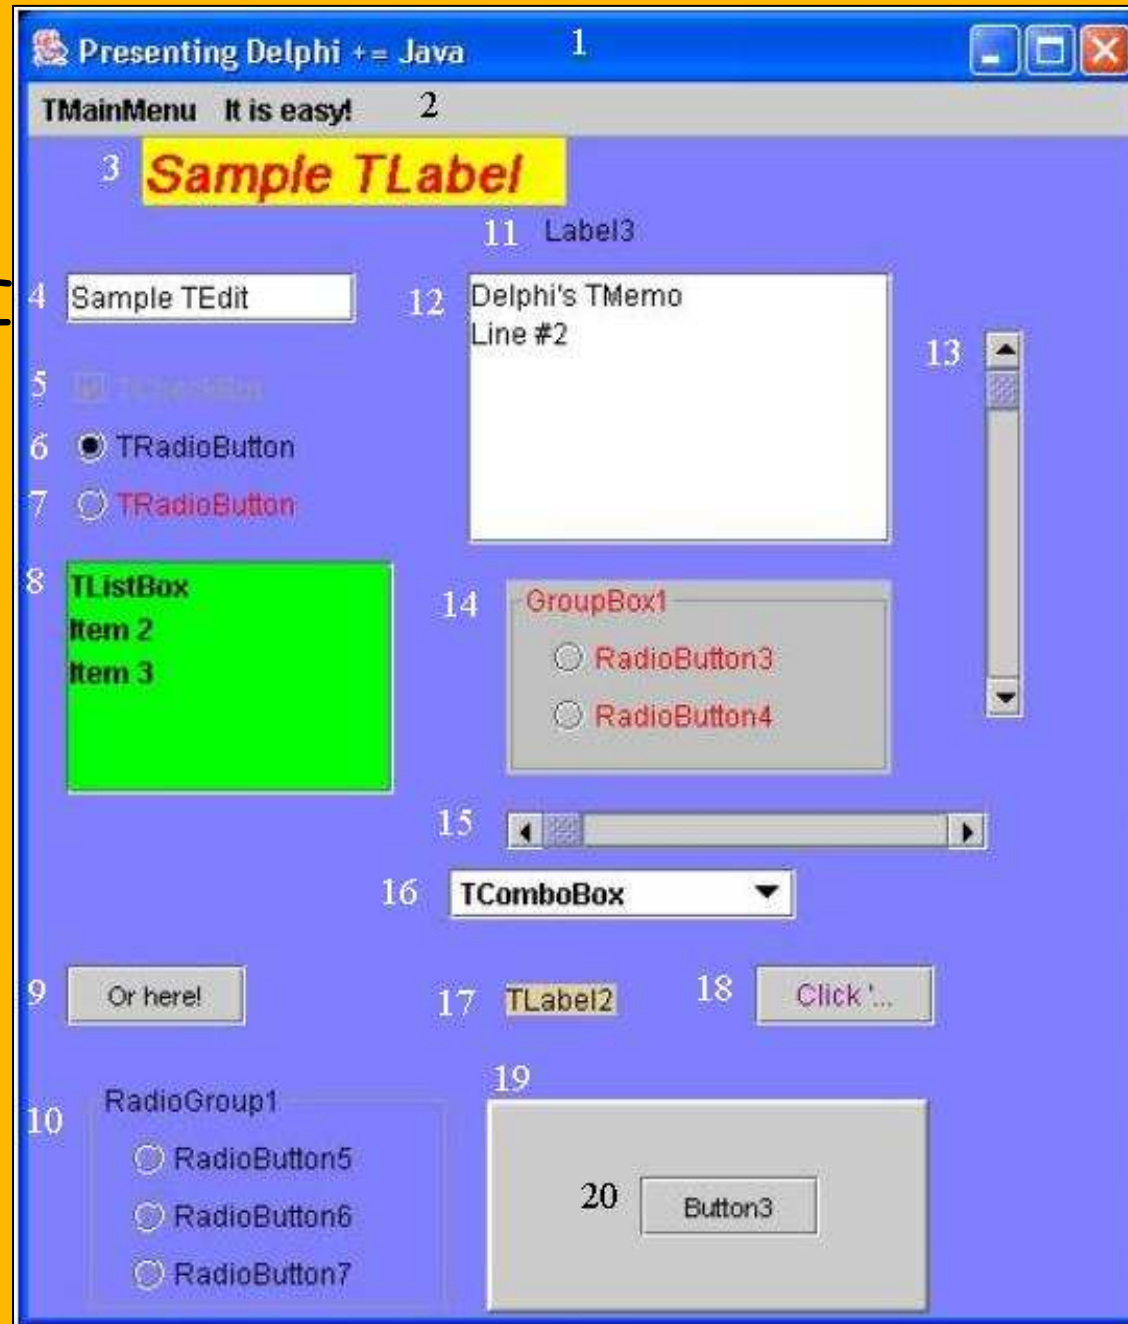 Presenting Delphi += Java 1
TMainMenu It is easy! 2
3 Sample TLabel
11 Label3
4 Sample TEdit
12 Delphi's TMemo
Line #2
13
5 TCheckBox
6 TRadioButton
7 TRadioButton
8 TListBox
Item 2
Item 3
14 GroupBox1
RadioButton3
RadioButton4
15
16 TComboBox
9 Or here!
17 TLabel2
18 Click '...
10 RadioGroup1
RadioButton5
RadioButton6
RadioButton7
19
20 Button3